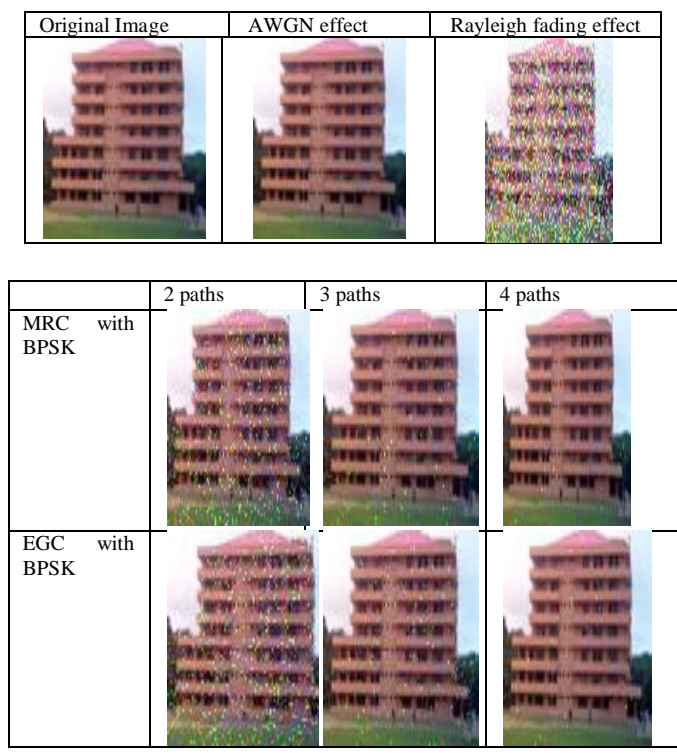 Original Image AWGN effect Rayleigh fading effect
2 paths 3 paths 4 paths
MRC with
BPSK
EGC with
BPSK